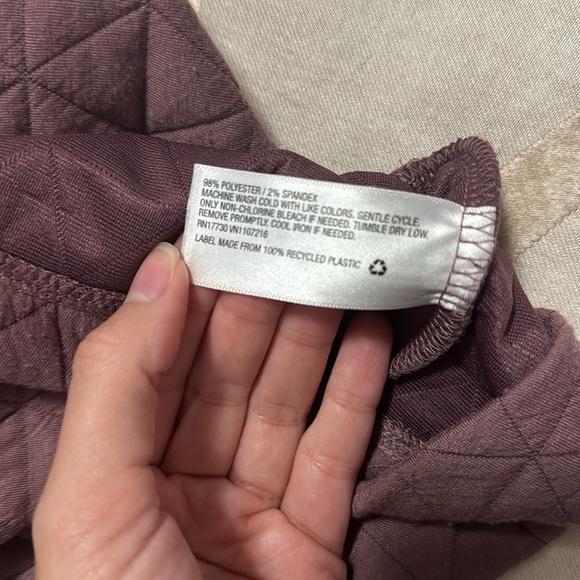 98% POLYESTER / 2% SPANDEX
MACHINE WASH COLD WITH LIKE COLORS. GENTLE CYCLE.
ONLY NON-CHLORINE BLEACH IF NEEDED. TUMBLE DRY LOW.
REMOVE PROMPTLY. COOL IRON IF NEEDED.
RN17730 VN1107216
LABEL MADE FROM 100% RECYCLED PLASTIC